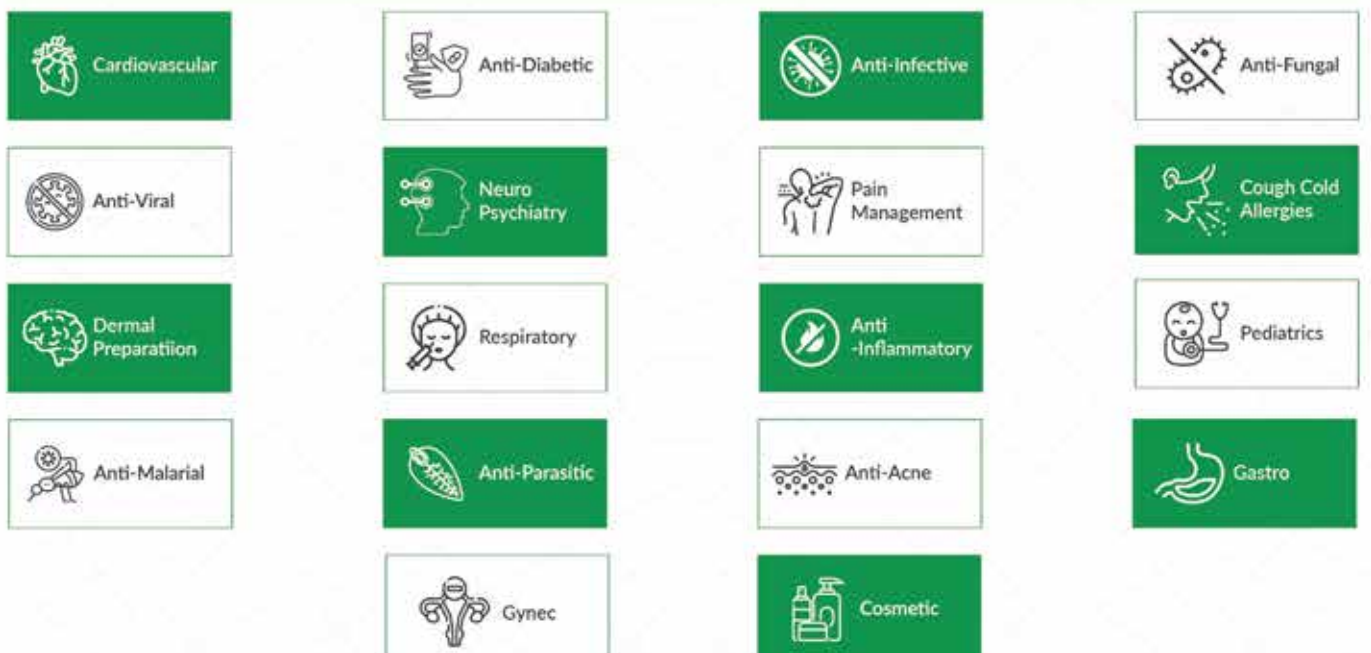 Cardiovascular
Anti-Diabetic
Anti-Infective
Anti-Fungal
Anti-Viral
Neuro
Psychiatry
Pain
Management
Cough Cold
Allergies
Dermal
Preparatiion
Respiratory
Anti
-Inflammatory
Pediatrics
Anti-Malarial
Anti-Parasitic
Anti-Acne
Gastro
Gynec
Cosmetic